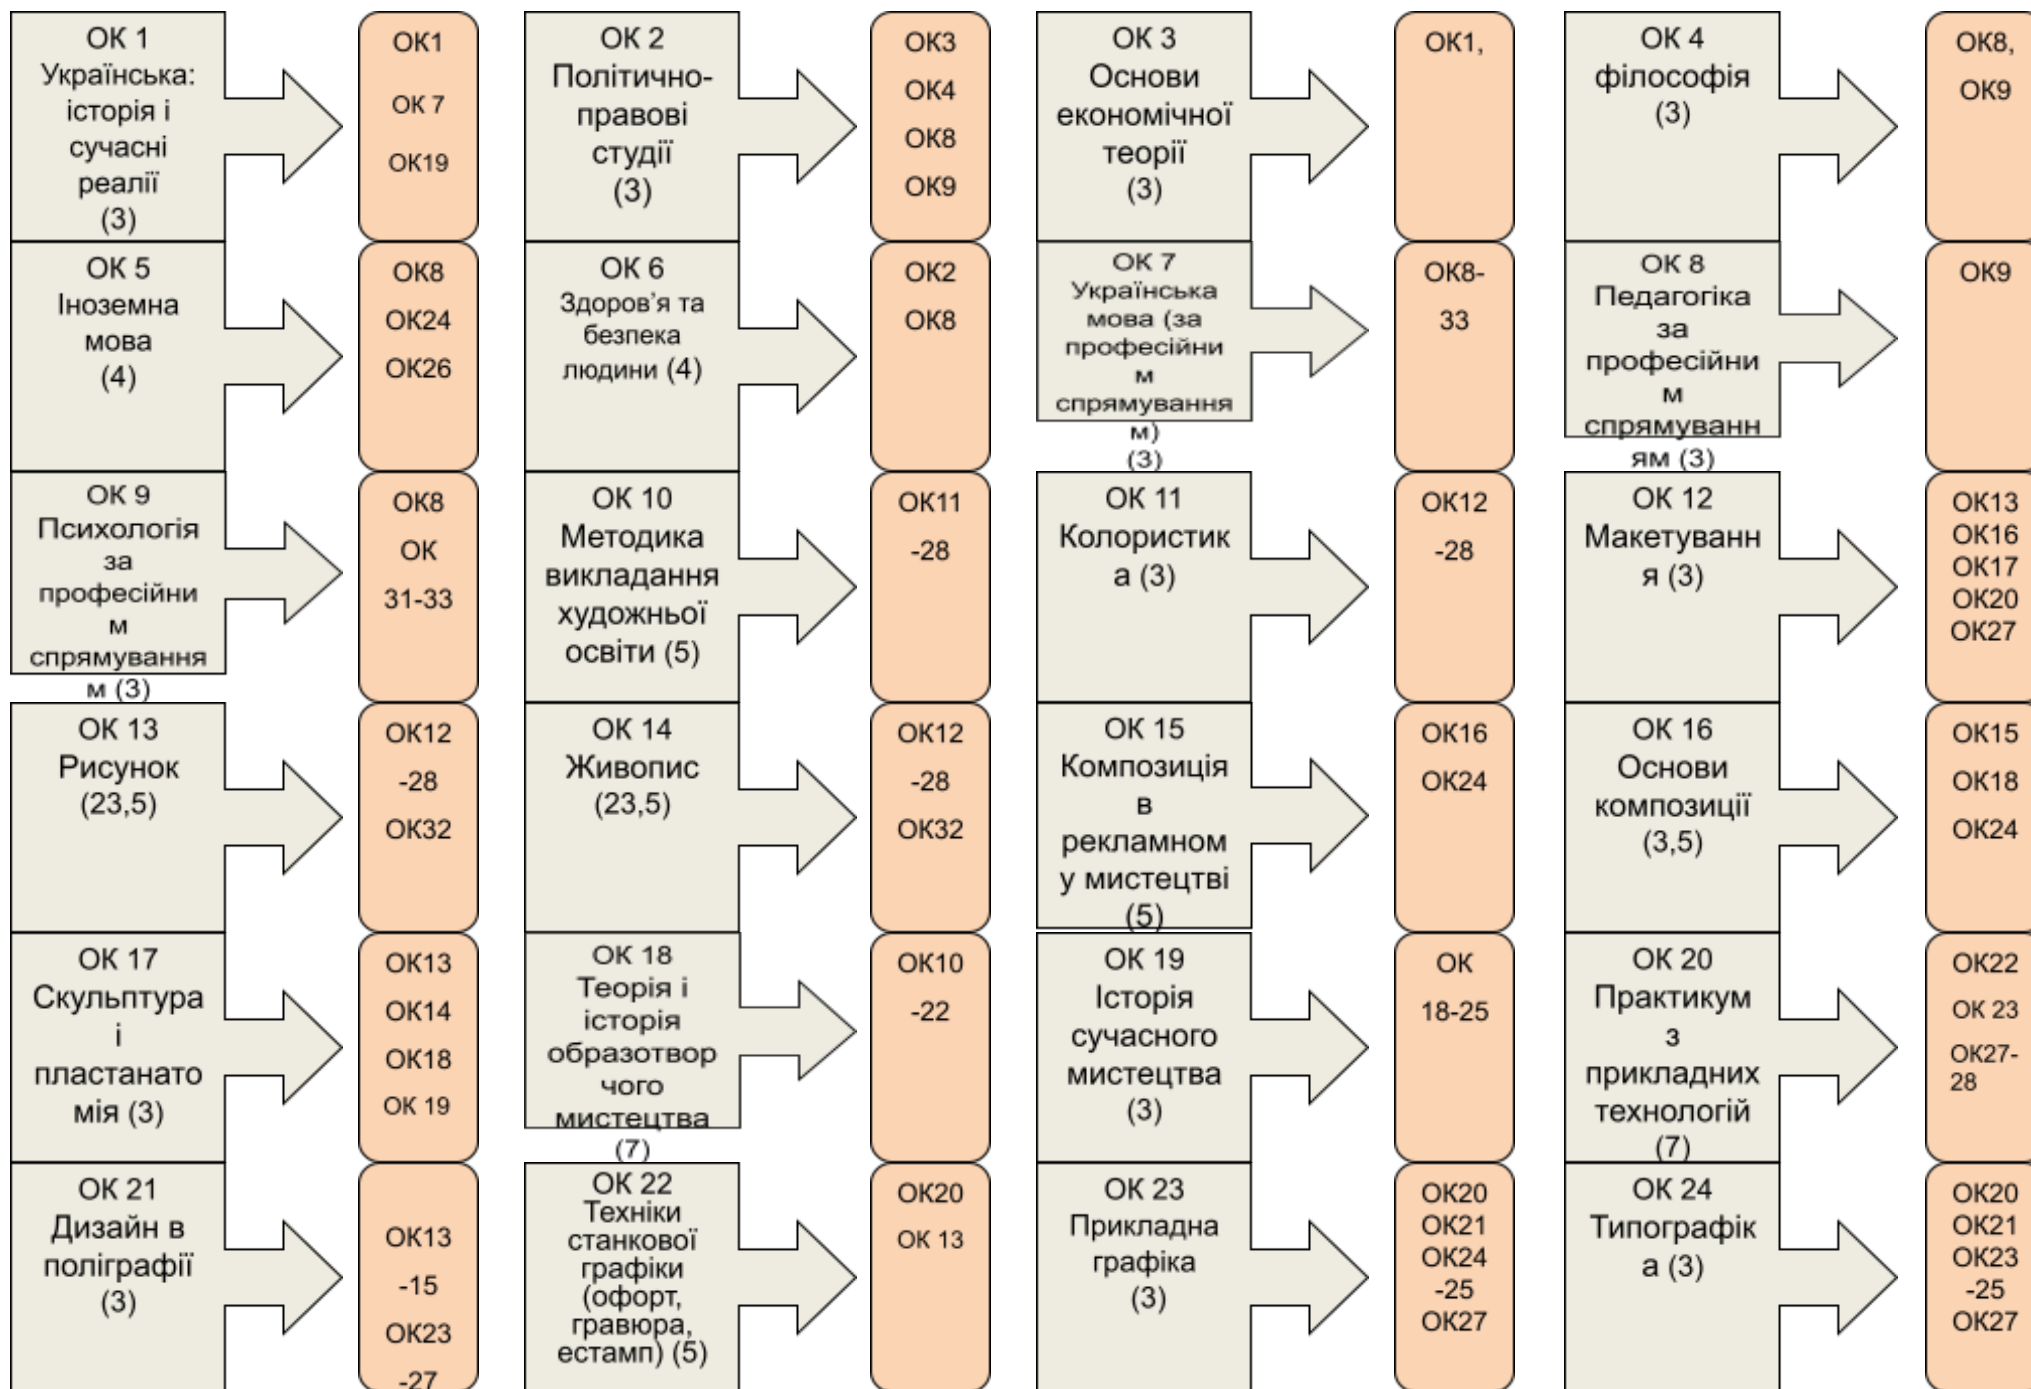 ОК 1
Українська:
історія і
сучасні
реалії
(3)
ОК1
ОК 7
ОК19
ОК 2
Політично-
правові
студії
(3)
ОК3
ОК4
ОК8
ОК9
ОК 3
Основи
економічної
теорії
(3)
ОК1,
ОК 4
філософія
(3)
ОК8,
ОК9
ОК 5
Іноземна
мова
(4)
ОК8
ОК24
ОК26
ОК 6
Здоров’я та
безпека
людини (4)
ОК2
ОК8
ОК 7
Українська
мова (за
професійни
м
спрямування
м)
(3)
ОК8-
33
ОК 8
Педагогіка
за
професійни
м
спрямуванн
ям (3)
ОК9
ОК 9
Психологія
за
професійни
м
спрямування
м (3)
ОК8
ОК
31-33
ОК 10
Методика
викладання
художньої
освіти (5)
ОК11
-28
ОК 11
Колористик
а (3)
ОК12
-28
ОК 12
Макетуванн
я (3)
ОК13
ОК16
ОК17
ОК20
ОК27
ОК 13
Рисунок
(23,5)
ОК12
-28
ОК32
ОК 14
Живопис
(23,5)
ОК12
-28
ОК32
ОК 15
Композиція
в
рекламном
у мистецтві
(5)
ОК16
ОК24
ОК 16
Основи
композиції
(3,5)
ОК15
ОК18
ОК24
ОК 17
Скульптура
і
пластанато
мія (3)
ОК13
ОК14
ОК18
ОК 19
ОК 18
Теорія і
історія
образотвор
чого
мистецтва
(7)
ОК10
-22
ОК 19
Історія
сучасного
мистецтва
(3)
ОК
18-25
ОК 20
Практикум
з
прикладних
технологій
(7)
ОК22
ОК 23
ОК27-
28
ОК 21
Дизайн в
поліграфії
(3)
ОК13
-15
ОК23
-27
ОК 22
Техніки
станкової
графіки
(офорт,
гравюра,
естамп) (5)
ОК20
ОК 13
ОК 23
Прикладна
графіка
(3)
ОК20
ОК21
ОК24
-25
ОК27
ОК 24
Типографік
а (3)
ОК20
ОК21
ОК23
-25
ОК27